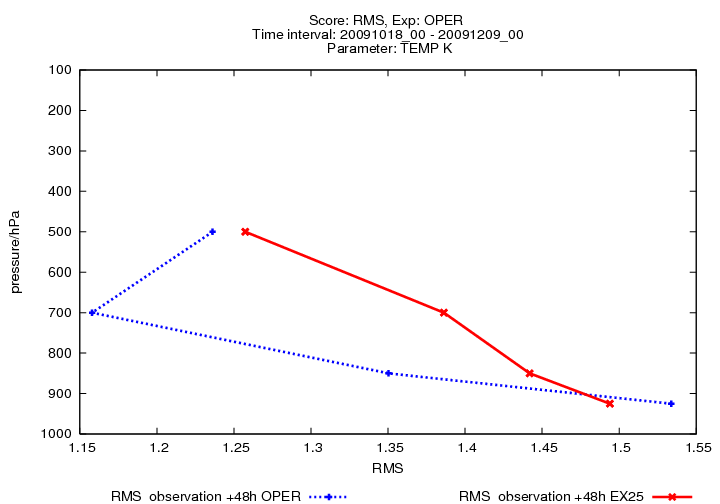 Score: RMS, Exp: OPER
Time interval: 20091018_00 - 20091209_00
Parameter: TEMP K
100
200
300
400
500
600
700
800
900
1000
pressure/hPa
1.15 1.2 1.25 1.3 1.35 1.4 1.45 1.5 1.55
RMS
RMS observation +48h OPER RMS observation +48h EX25